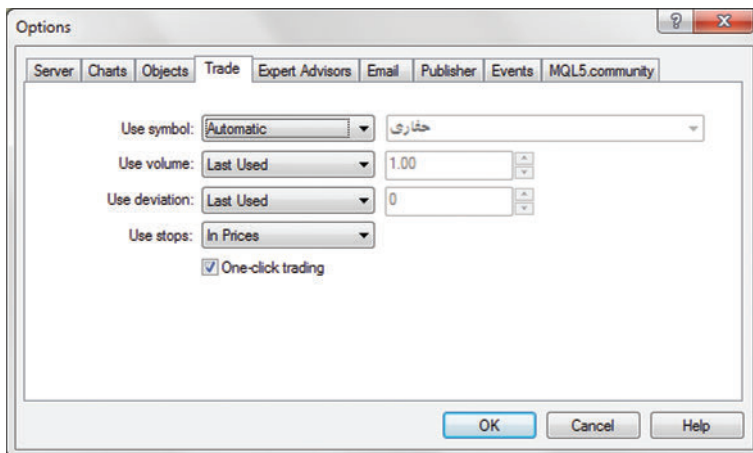 Options
Server Charts Objects Trade Expert Advisors Email Publisher Events MQL5.community
Use symbol: Automatic حفاری
Use volume: Last Used 1.00
Use deviation: Last Used 0
Use stops: In Prices
One-click trading
OK Cancel Help